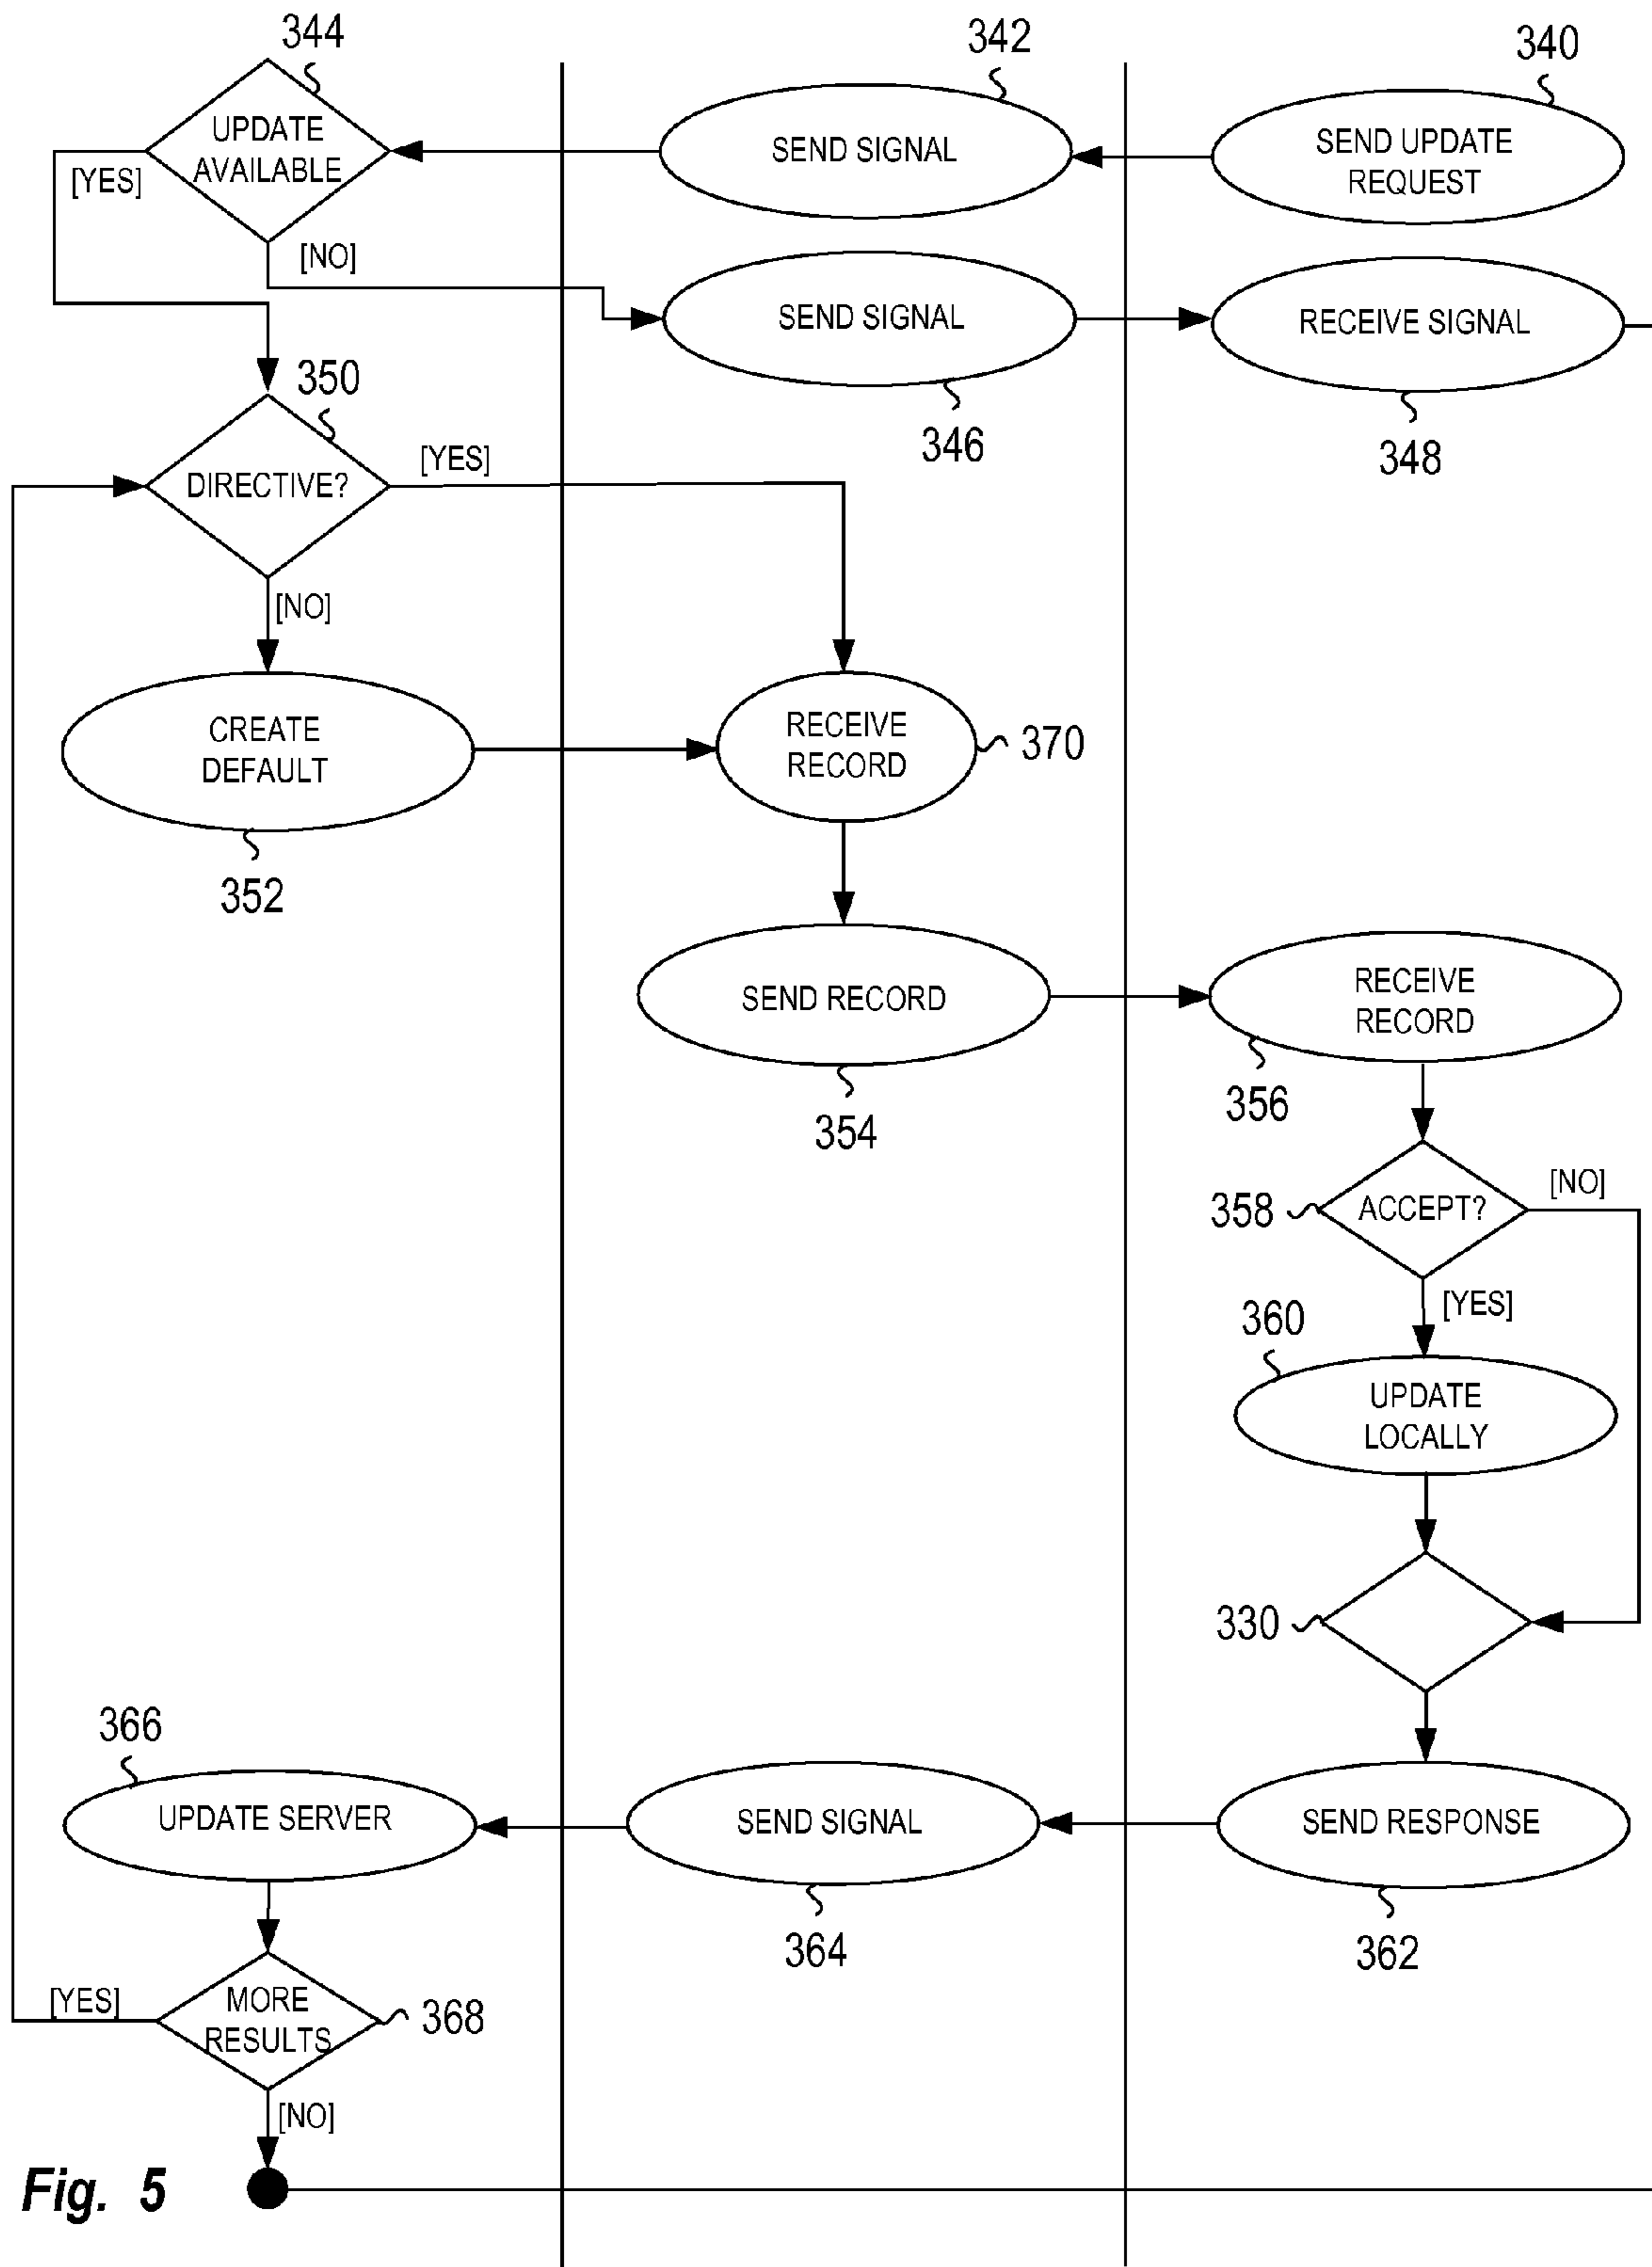 344
342
340
UPDATE
AVAILABLE
SEND SIGNAL
SEND UPDATE
REQUEST
[YES]
[NO]
SEND SIGNAL
RECEIVE SIGNAL
346
348
350
DIRECTIVE?
[YES]
[NO]
CREATE
DEFAULT
352
RECEIVE
RECORD
370
SEND RECORD
354
RECEIVE
RECORD
356
358
ACCEPT?
[NO]
[YES]
360
UPDATE
LOCALLY
330
366
UPDATE SERVER
SEND SIGNAL
SEND RESPONSE
364
362
[YES]
MORE
RESULTS
368
[NO]
Fig. 5